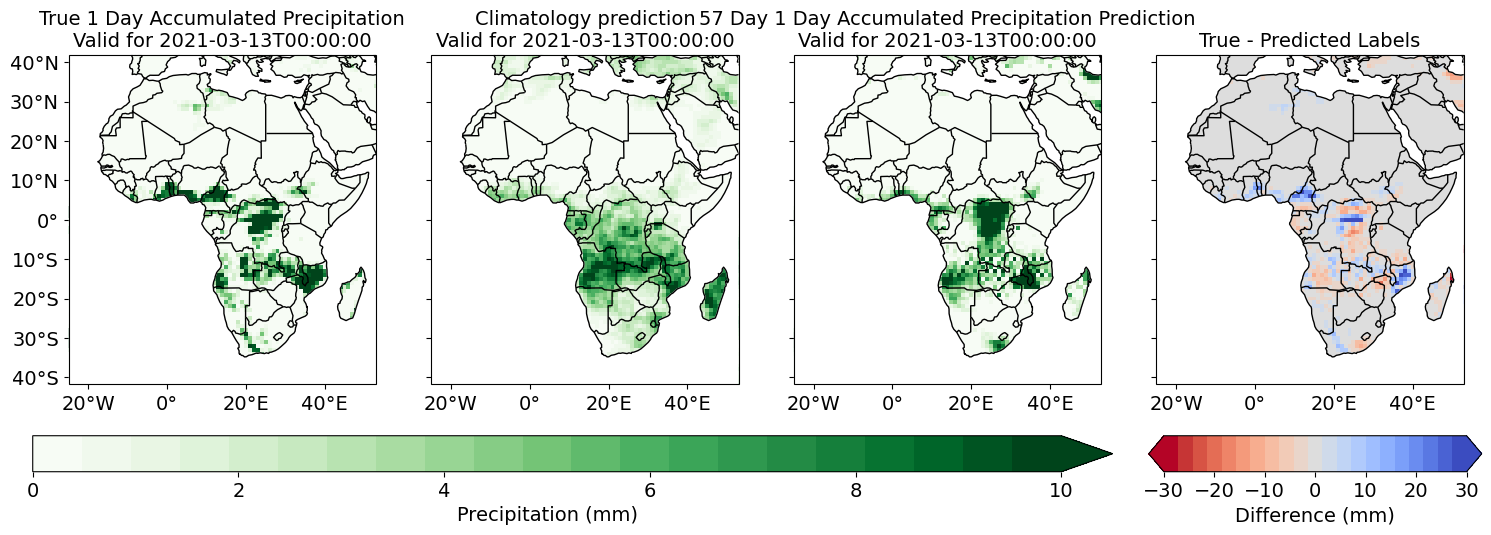 True 1 Day Accumulated Precipitation
Valid for 2021-03-13T00:00:00
Climatology prediction
Valid for 2021-03-13T00:00:00
57 Day 1 Day Accumulated Precipitation Prediction
Valid for 2021-03-13T00:00:00
True - Predicted Labels
40°N
30°N
20°N
10°N
0°
10°S
20°S
30°S
40°S
20°W 0° 20°E 40°E
20°W 0° 20°E 40°E
20°W 0° 20°E 40°E
20°W 0° 20°E 40°E
0 2 4 6 8 10
Precipitation (mm)
−30 −20 −10 0 10 20 30
Difference (mm)